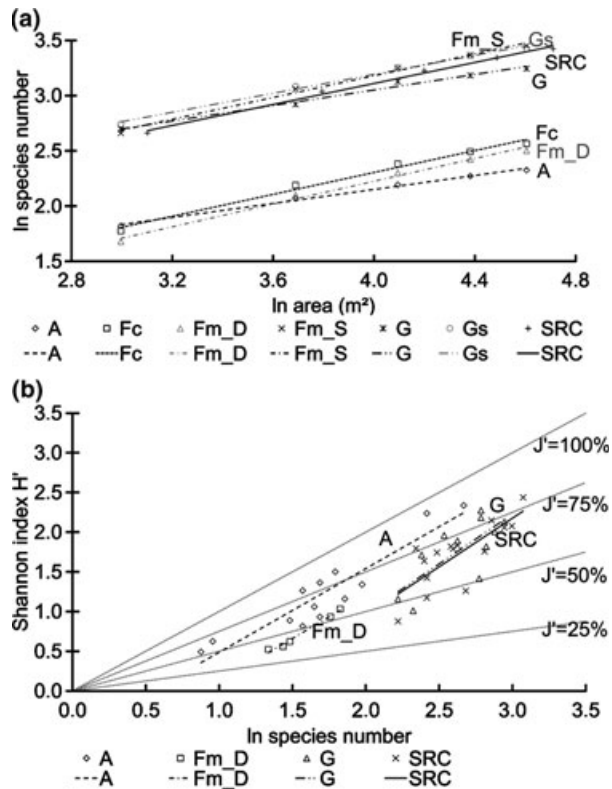 (a)
ln species number
3.5
3.0
2.5
2.0
1.5
Fm_S Gs
SRC
G
Fc
Fm_D
A
2.8 3.2 3.6 4.0 4.4 4.8
ln area (m²)
A Fc Fm_D Fm_S G Gs SRC
A Fc Fm_D Fm_S G Gs SRC
(b)
Shannon index H'
3.5
3.0
2.5
2.0
1.5
1.0
0.5
0.0
J'=100%
J'=75%
J'=50%
J'=25%
G
A
SRC
Fm_D
0.0 0.5 1.0 1.5 2.0 2.5 3.0 3.5
ln species number
A Fm_D G SRC
A Fm_D G SRC